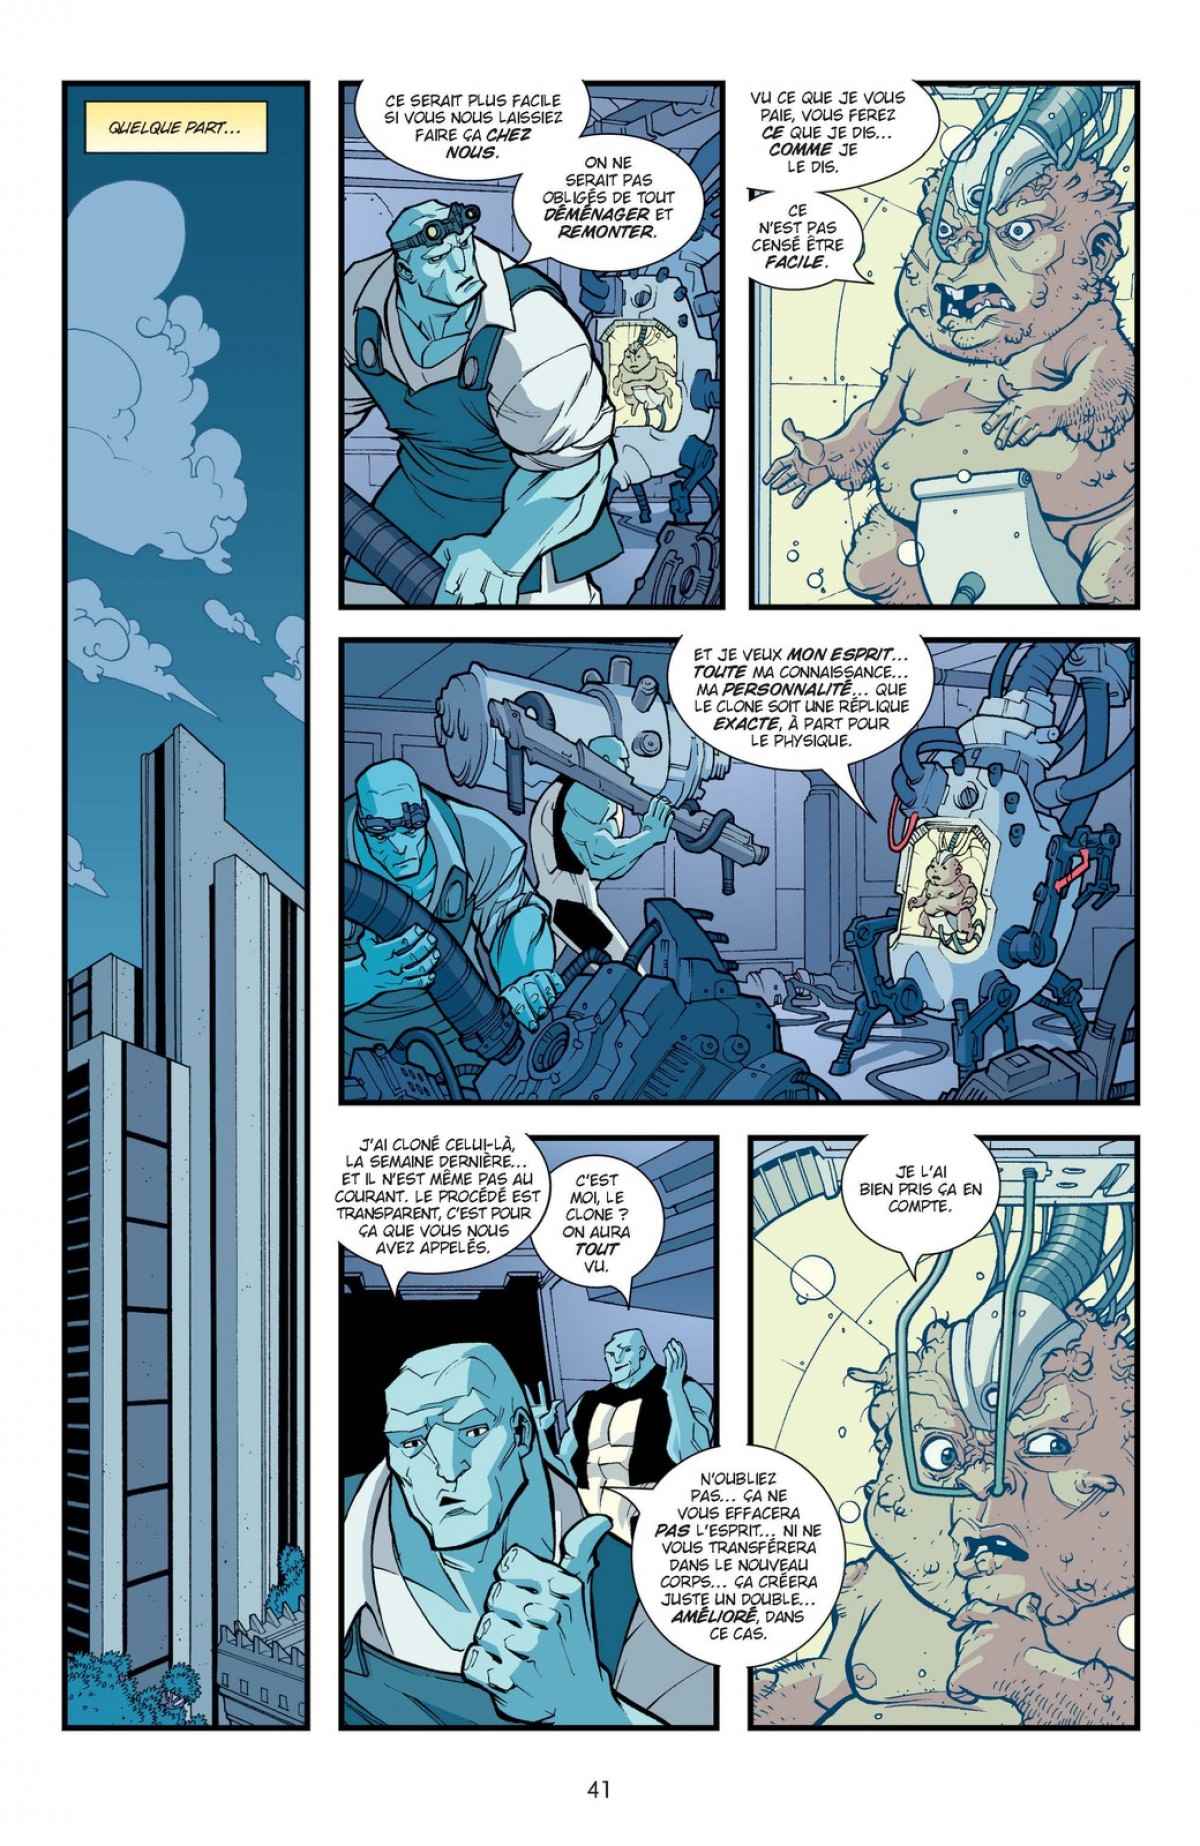 QUELQUE PART...
CE SERAIT PLUS FACILE
SI VOUS NOUS LAISSIEZ
FAIRE ÇA CHEZ
NOUS.
ON NE
SERAIT PAS
OBLIGÉS DE TOUT
DÉMÉNAGER ET
REMONTER.
VU CE QUE JE VOUS
PAIE, VOUS FEREZ
CE QUE JE DIS...
COMME JE
LE DIS.
CE
N'EST PAS
CENSÉ ÊTRE
FACILE.
ET JE VEUX MON ESPRIT...
TOUTE MA CONNAISSANCE...
MA PERSONNALITÉ... QUE
LE CLONE SOIT UNE RÉPLIQUE
EXACTE, À PART POUR
LE PHYSIQUE.
J'AI CLONÉ CELUI-LÀ,
LA SEMAINE DERNIÈRE...
ET IL N'EST MÊME PAS AU
COURANT. LE PROCÉDÉ EST
TRANSPARENT, C'EST POUR
ÇA QUE VOUS NOUS
AVEZ APPELÉS.
C'EST
MOI, LE
CLONE ?
ON AURA
TOUT
VU.
N'OUBLIEZ
PAS... ÇA NE
VOUS EFFACERA
PAS L'ESPRIT... NI NE
VOUS TRANSFÉRERA
DANS LE NOUVEAU
CORPS... ÇA CRÉERA
JUSTE UN DOUBLE...
AMÉLIORÉ, DANS
CE CAS.
JE L'AI
BIEN PRIS ÇA EN
COMPTE.
41